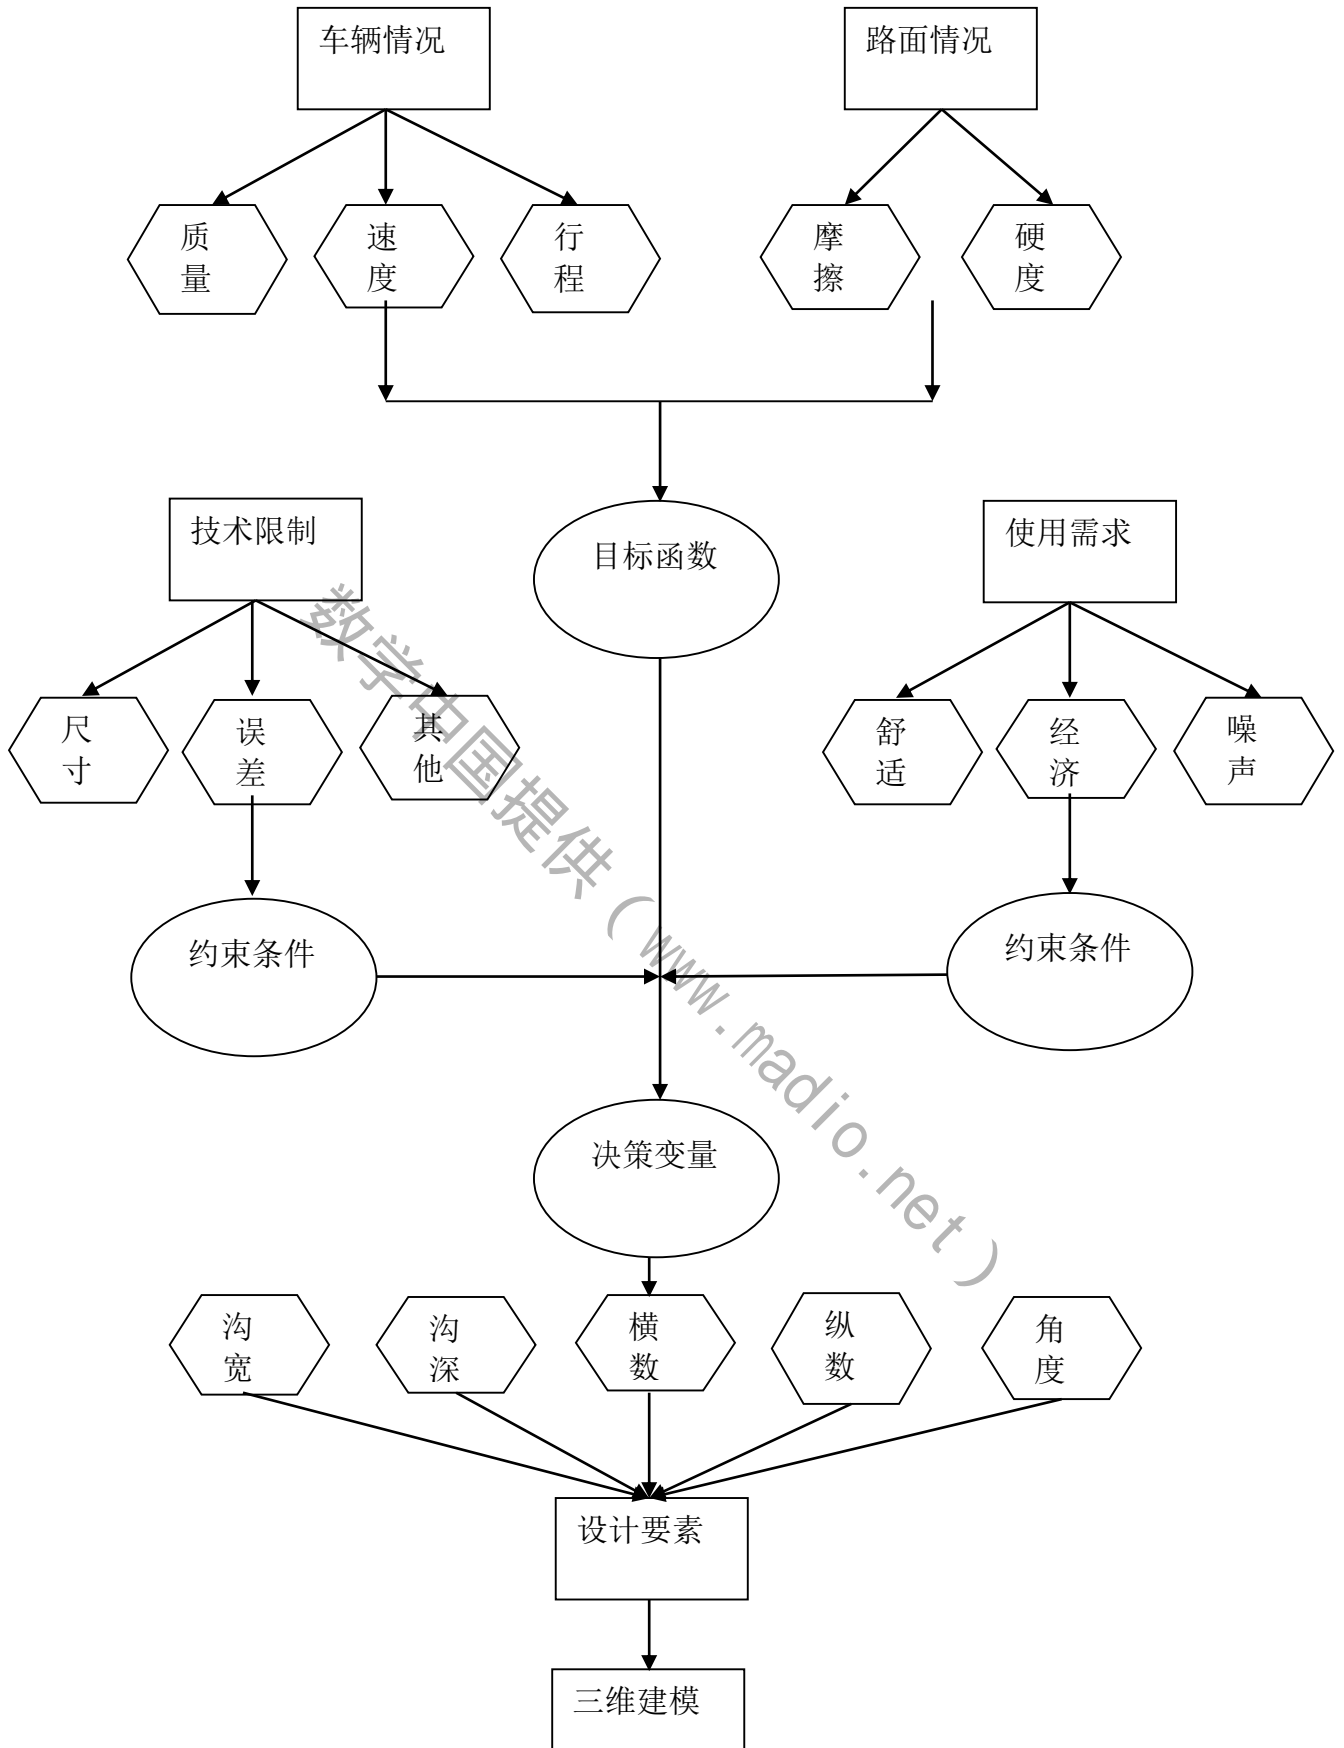 车辆情况
路面情况
质
量
速
度
行
程
摩
擦
硬
度
目标函数
技术限制
使用需求
尺
寸
误
差
其
他
舒
适
经
济
噪
声
约束条件
约束条件
数学中国提供（www.madio.net）
决策变量
沟
宽
沟
深
横
数
纵
数
角
度
设计要素
三维建模